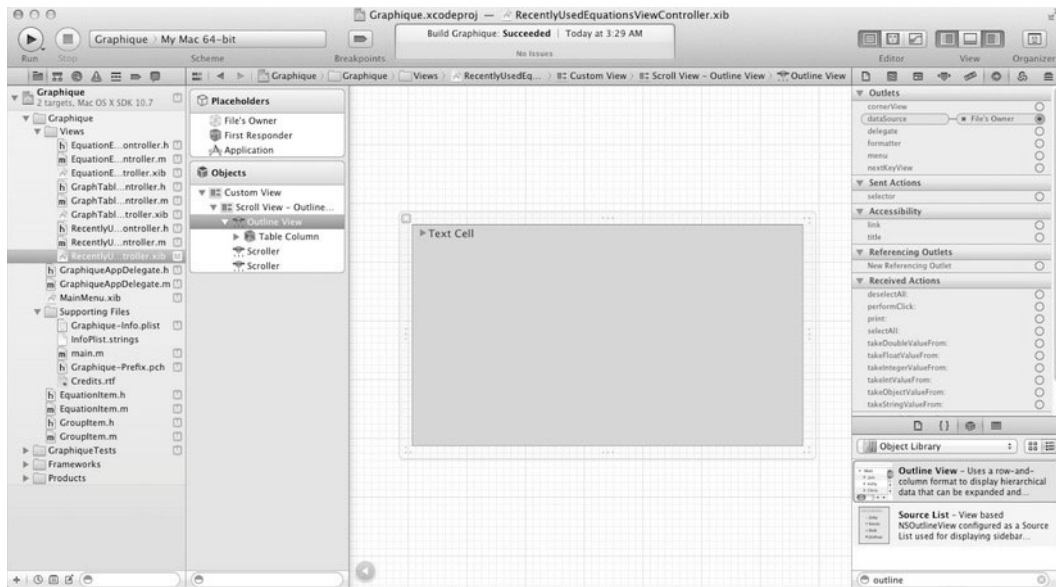 Graphique.xcodeproj — RecentlyUsedEquationsViewController.xib
Run
Stop
Graphique › My Mac 64-bit
Scheme
Breakpoints
Build Graphique: Succeeded | Today at 3:29 AM
No Issues
Editor
View
Organizer
Graphique › Graphique › Views › RecentlyUsedEq... › Custom View › Scroll View - Outline View › Outline View
Graphique
2 targets, Mac OS X SDK 10.7
Graphique
Views
EquationE...ontroller.h
EquationE...ntroller.m
EquationE...troller.xib
GraphTabl...ntroller.h
GraphTabl...ntroller.m
GraphTabl...troller.xib
RecentlyU...ontroller.h
RecentlyU...ntroller.m
RecentlyU...troller.xib
GraphiqueAppDelegate.h
GraphiqueAppDelegate.m
MainMenu.xib
Supporting Files
Graphique-Info.plist
InfoPlist.strings
main.m
Graphique-Prefix.pch
Credits.rtf
EquationItem.h
EquationItem.m
GroupItem.h
GroupItem.m
GraphiqueTests
Frameworks
Products
Placeholders
File's Owner
First Responder
Application
Objects
Custom View
Scroll View - Outline...
Outline View
Table Column
Scroller
Scroller
Text Cell
Outlets
cornerView
dataSource
File's Owner
delegate
formatter
menu
nextKeyView
Sent Actions
selector
Accessibility
link
title
Referencing Outlets
New Referencing Outlet
Received Actions
deselectAll:
performClick:
print:
selectAll:
takeDoubleValueFrom:
takeFloatValueFrom:
takeIntegerValueFrom:
takeIntValueFrom:
takeObjectValueFrom:
takeStringValueFrom:
Object Library
Outline View - Uses a row-and-
column format to display hierarchical
data that can be expanded and...
Source List - View based
NSOutlineView configured as a Source
List used for displaying sidebar...
outline